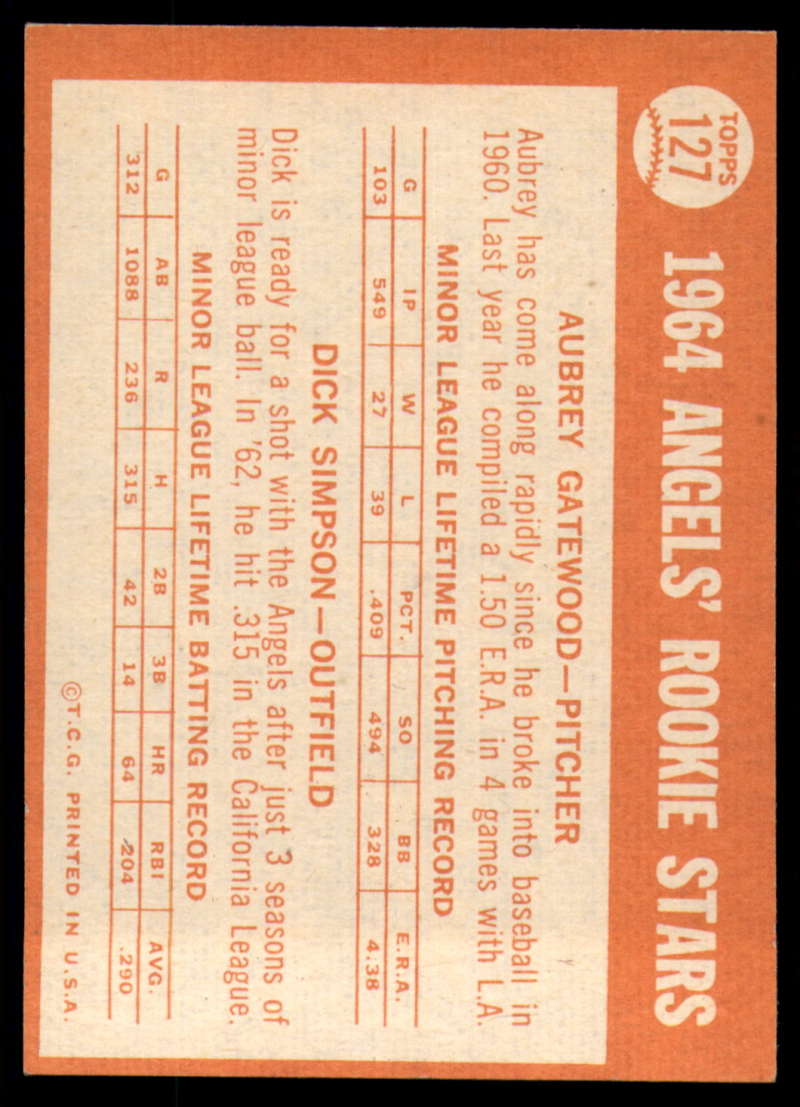 TOPPS
127
1964 ANGELS' ROOKIE STARS
AUBREY GATEWOOD—PITCHER
Aubrey has come along rapidly since he broke into baseball in
1960. Last year he compiled a 1.50 E.R.A. in 4 games with L.A.
MINOR LEAGUE LIFETIME PITCHING RECORD
G IP W L PCT. SO BB E.R.A.
103 549 27 39 .409 494 328 4.38
DICK SIMPSON—OUTFIELD
Dick is ready for a shot with the Angels after just 3 seasons of
minor league ball. In '62, he hit .315 in the California League.
MINOR LEAGUE LIFETIME BATTING RECORD
G AB R H 2B 3B HR RBI AVG.
312 1088 236 315 42 14 64 204 .290
©T.C.G. PRINTED IN U.S.A.